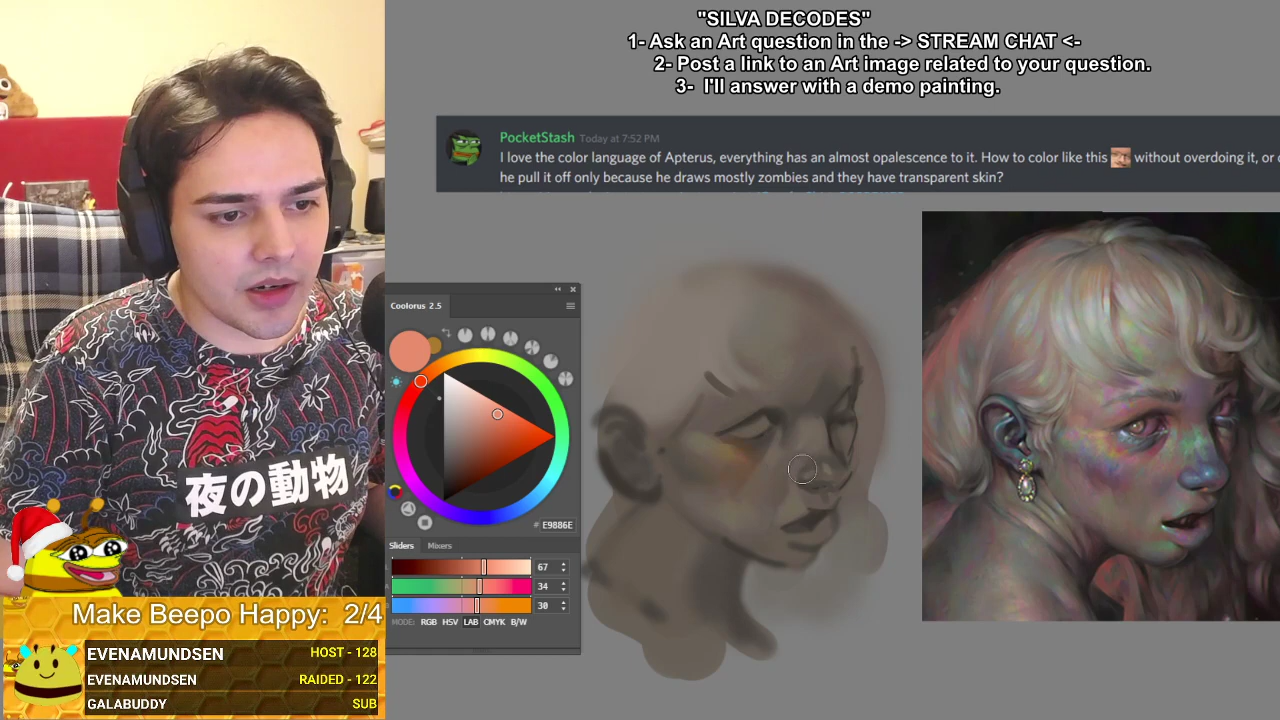 "SILVA DECODES"
1- Ask an Art question in the -> STREAM CHAT <-
2- Post a link to an Art image related to your question.
3- I'll answer with a demo painting.
PocketStash Today at 7:52 PM
I love the color language of Apterus, everything has an almost opalescence to it. How to color like this without overdoing it, or
he pull it off only because he draws mostly zombies and they have transparent skin?
Coolorus 2.5
# E9886E
Sliders Mixers
67
34
30
MODE: RGB HSV LAB CMYK B/W
夜の動物
Make Beepo Happy: 2/4
EVENAMUNDSEN HOST - 128
EVENAMUNDSEN RAIDED - 122
GALABUDDY SUB